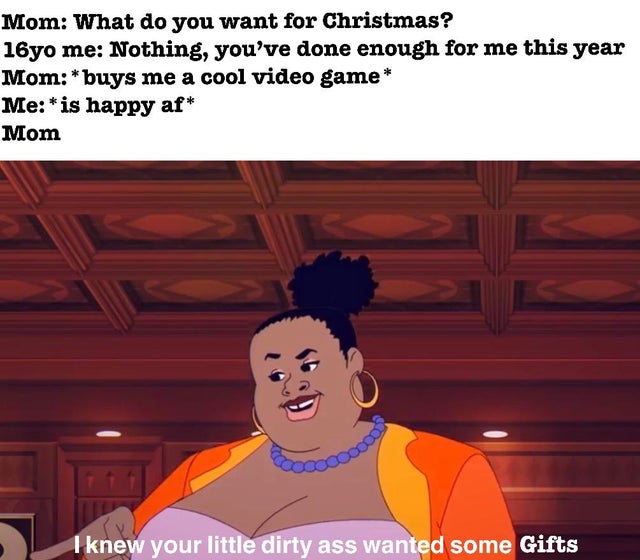 Mom: What do you want for Christmas?
16yo me: Nothing, you’ve done enough for me this year
Mom: *buys me a cool video game*
Me: *is happy af*
Mom
I knew your little dirty ass wanted some Gifts